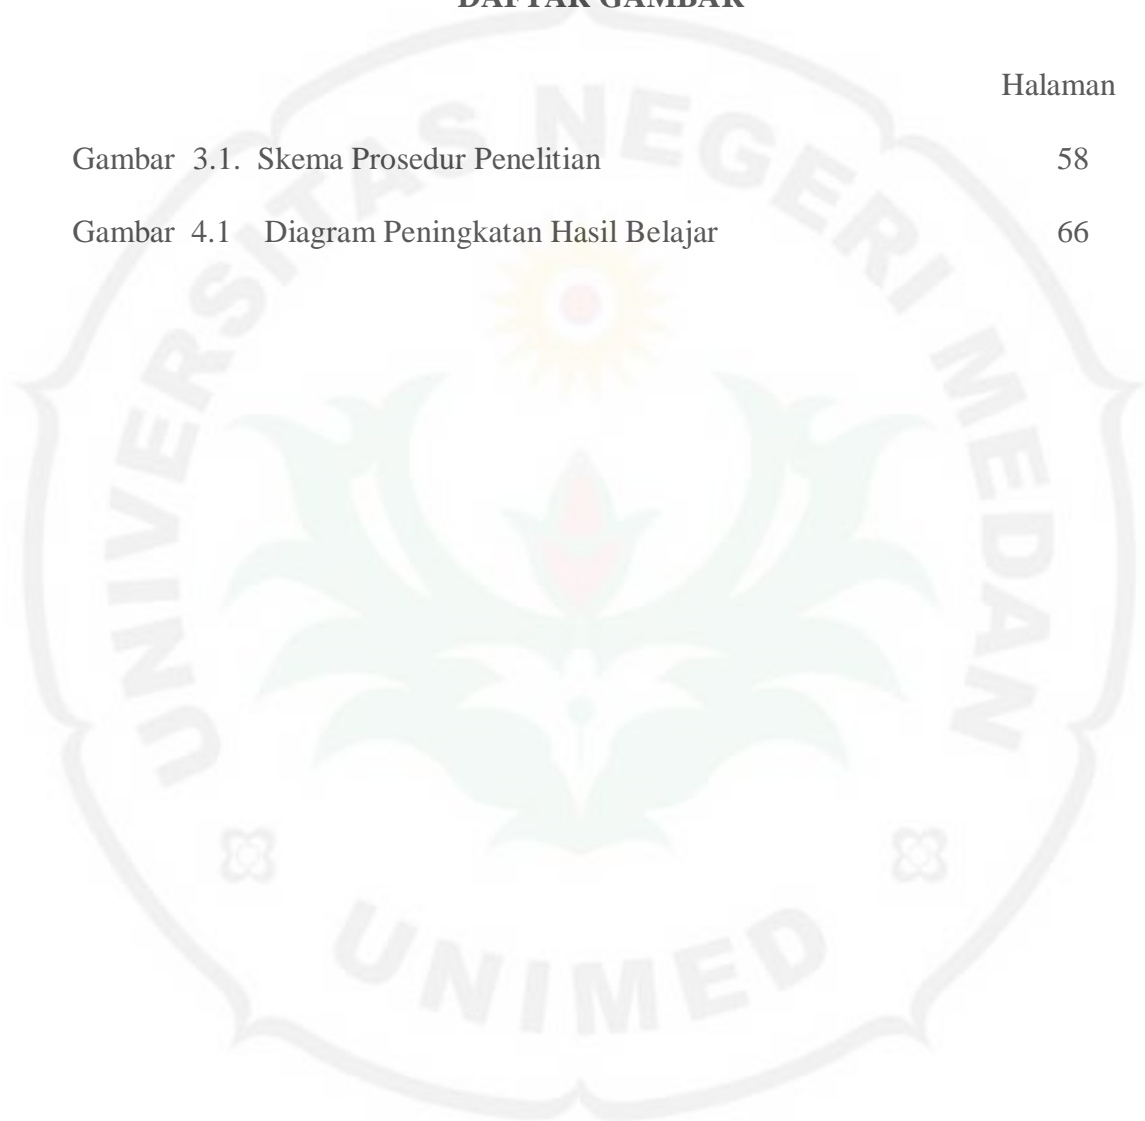 DAFTAR GAMBAR
Halaman
Gambar 3.1. Skema Prosedur Penelitian 58
Gambar 4.1 Diagram Peningkatan Hasil Belajar 66
UNIVERSITAS NEGERI MEDAN
UNIMED